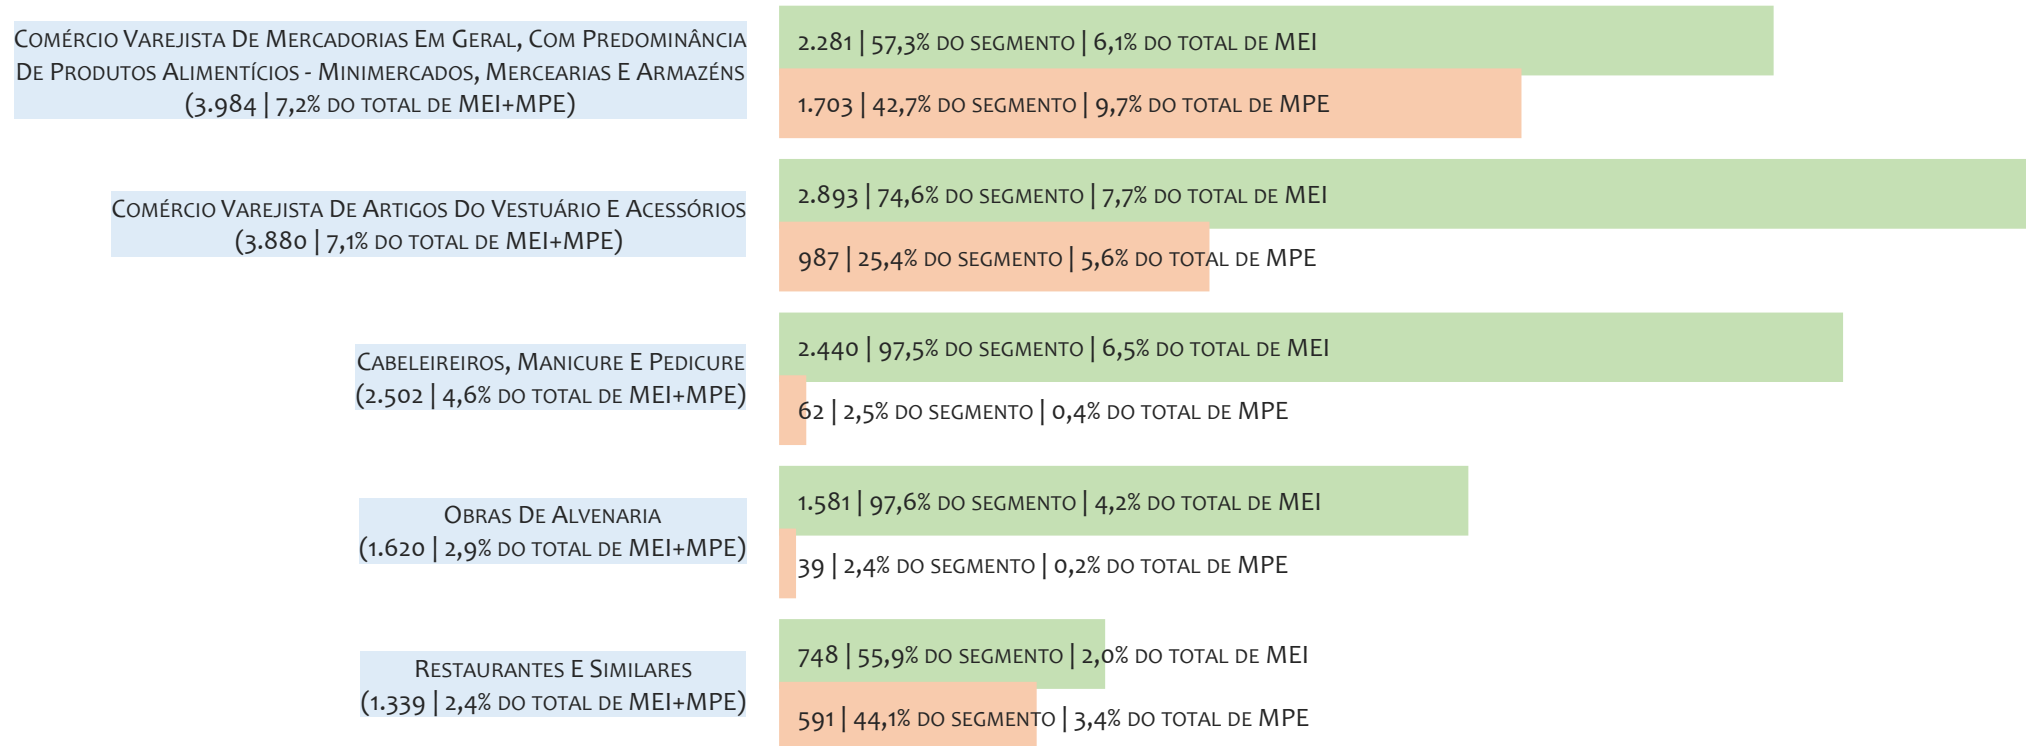 Comércio Varejista De Mercadorias Em Geral, Com Predominância
De Produtos Alimentícios - Minimercados, Mercearias E Armazéns
(3.984 | 7,2% do total de MEI+MPE)
2.281 | 57,3% do segmento | 6,1% do total de MEI
1.703 | 42,7% do segmento | 9,7% do total de MPE
Comércio Varejista De Artigos Do Vestuário E Acessórios
(3.880 | 7,1% do total de MEI+MPE)
2.893 | 74,6% do segmento | 7,7% do total de MEI
987 | 25,4% do segmento | 5,6% do total de MPE
Cabeleireiros, Manicure E Pedicure
(2.502 | 4,6% do total de MEI+MPE)
2.440 | 97,5% do segmento | 6,5% do total de MEI
62 | 2,5% do segmento | 0,4% do total de MPE
Obras De Alvenaria
(1.620 | 2,9% do total de MEI+MPE)
1.581 | 97,6% do segmento | 4,2% do total de MEI
39 | 2,4% do segmento | 0,2% do total de MPE
Restaurantes E Similares
(1.339 | 2,4% do total de MEI+MPE)
748 | 55,9% do segmento | 2,0% do total de MEI
591 | 44,1% do segmento | 3,4% do total de MPE